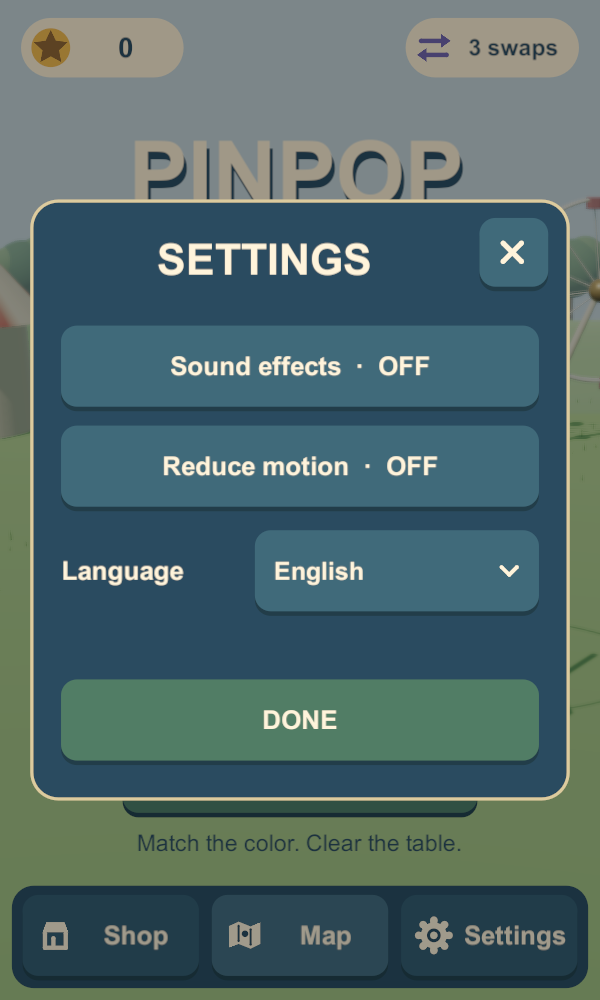 0
3 swaps
PINPOP
SETTINGS
Sound effects · OFF
Reduce motion · OFF
Language
English
DONE
Match the color. Clear the table.
Shop
Map
Settings